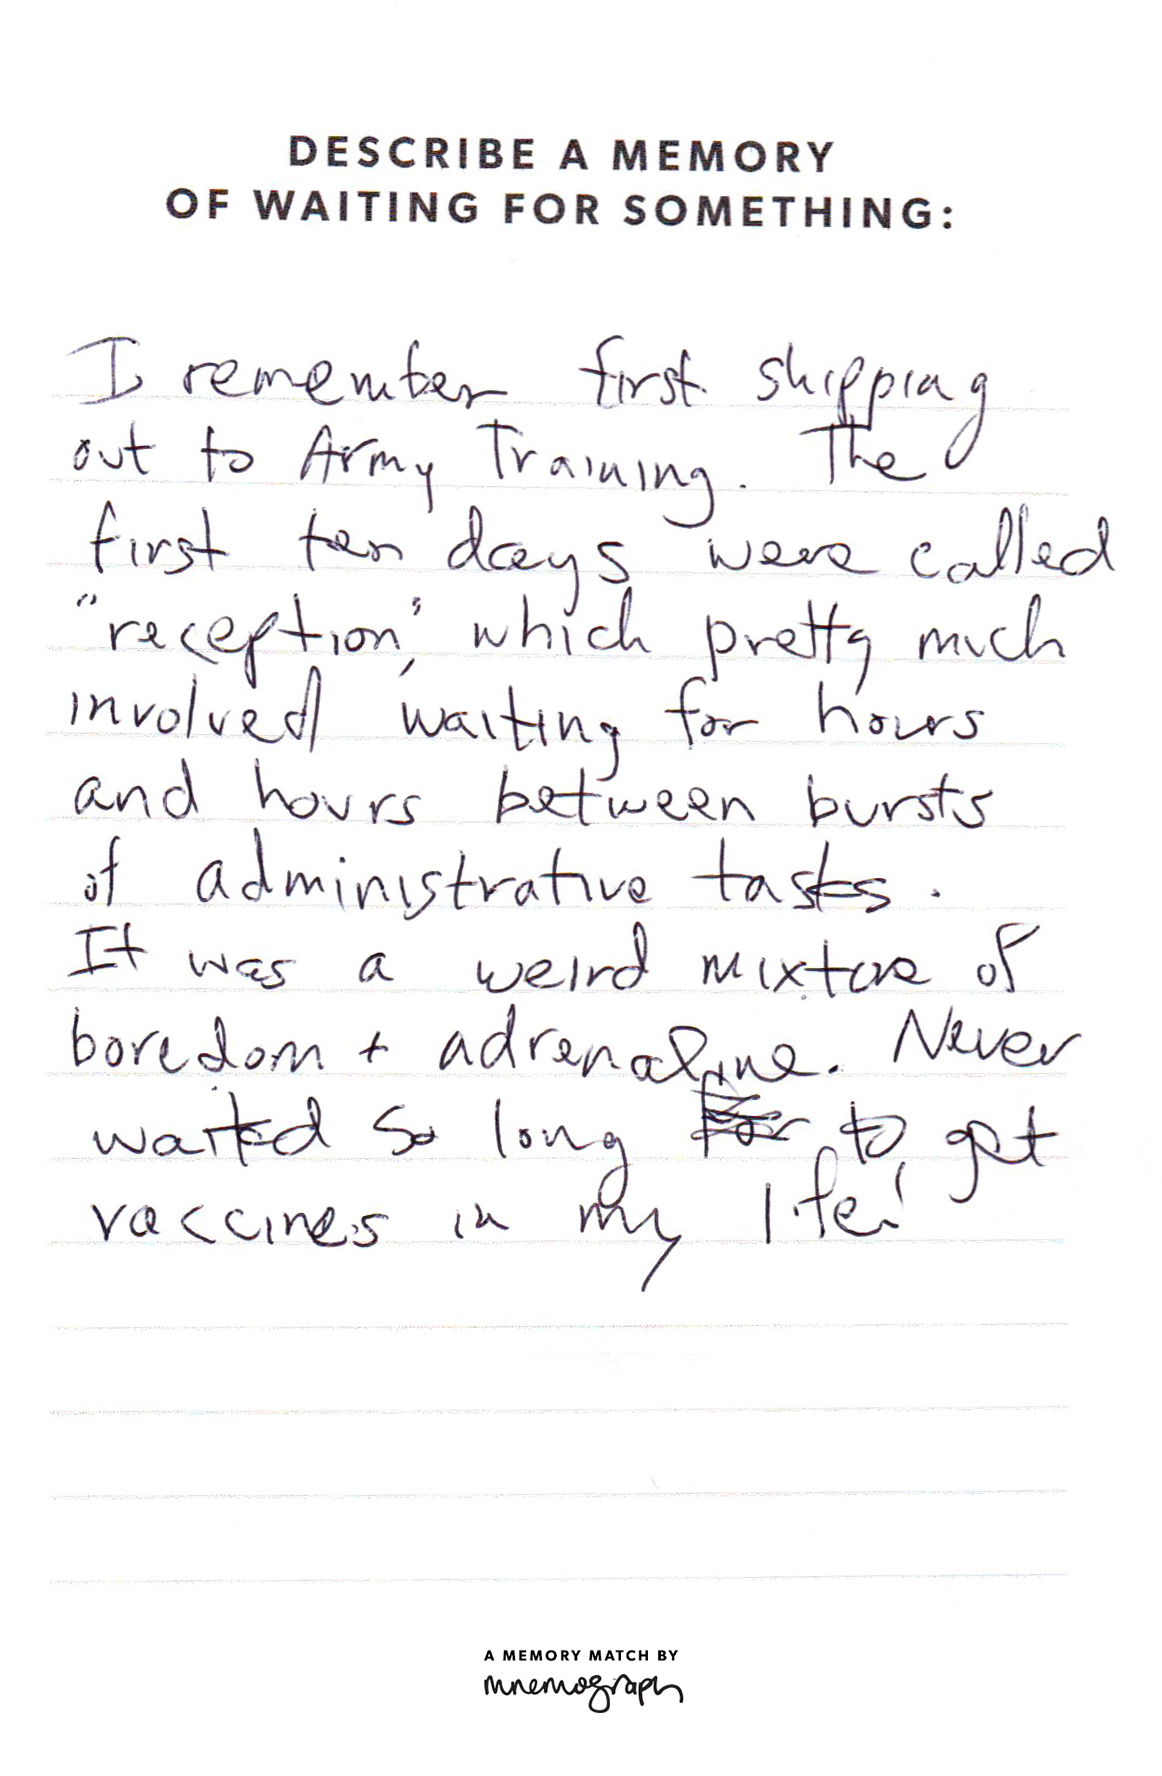 DESCRIBE A MEMORY
OF WAITING FOR SOMETHING:
I remember first shipping
out to Army Training. The
first ten days were called
"reception," which pretty much
involved waiting for hours
and hours between bursts
of administrative tasks.
It was a weird mixture of
boredom + adrenaline. Never
waited so long for to get
vaccines in my life!
A MEMORY MATCH BY
mnemograph